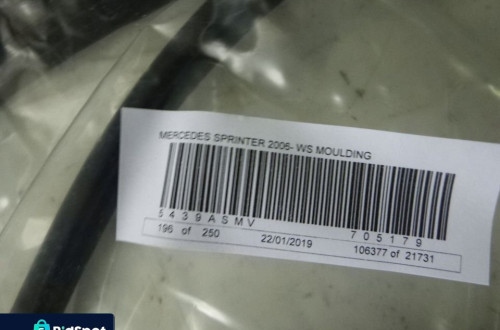 MERCEDES SPRINTER 2006- WS MOULDING
5439ASMV 705179
196 of 250 22/01/2019 106377 of 21731
BidSpot